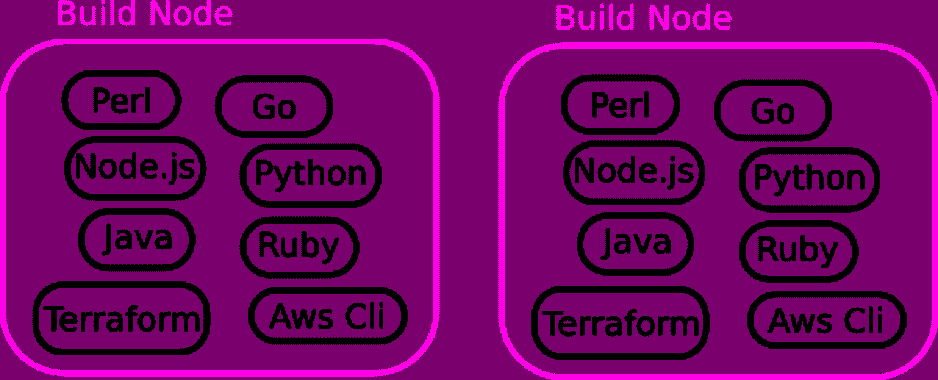 Build Node
Perl
Go
Node.js
Python
Java
Ruby
Terraform
Aws Cli
Build Node
Perl
Go
Node.js
Python
Java
Ruby
Terraform
Aws Cli